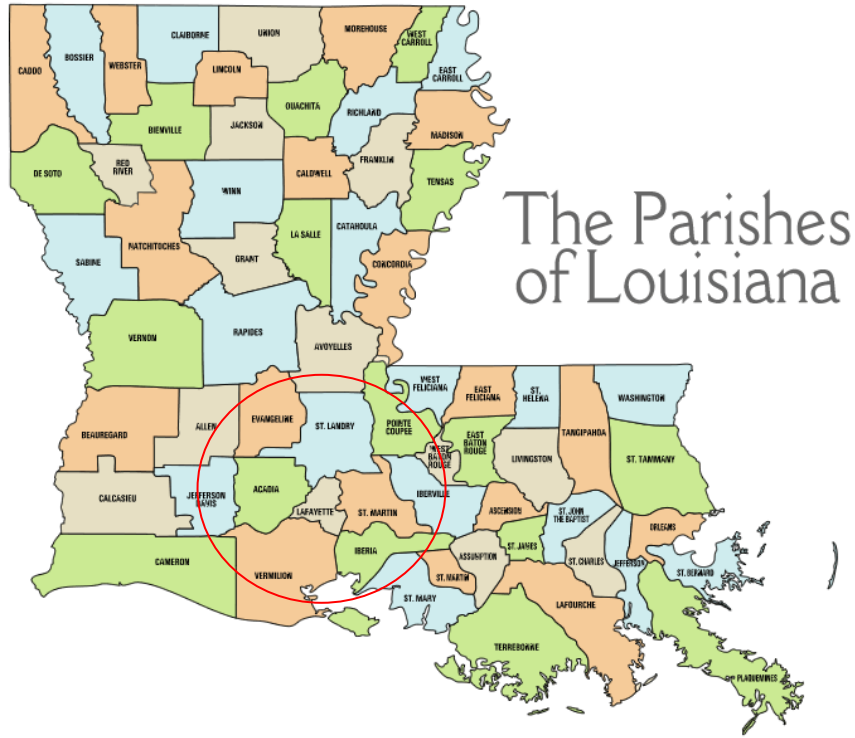 CLAIBORNE
UNION
MOREHOUSE
WEST
CARROLL
BOSSIER
WEBSTER
CADDO
LINCOLN
EAST
CARROLL
OUACHITA
RICHLAND
BIENVILLE
JACKSON
MADISON
DE SOTO
RED
RIVER
CALDWELL
FRANKLIN
TENSAS
WINN
The Parishes
of Louisiana
NATCHITOCHES
LA SALLE
CATAHOULA
SABINE
GRANT
CONCORDIA
VERNON
RAPIDES
AVOYELLES
WEST
FELICIANA
EAST
FELICIANA
ST.
HELENA
WASHINGTON
BEAUREGARD
ALLEN
EVANGELINE
ST. LANDRY
POINTE
COUPEE
EAST
BATON
ROUGE
TANGIPAHOA
WEST
BATON
ROUGE
LIVINGSTON
ST. TAMMANY
CALCASIEU
JEFFERSON
DAVIS
ACADIA
LAFAYETTE
ST. MARTIN
IBERVILLE
ASCENSION
ST. JOHN
THE BAPTIST
ORLEANS
CAMERON
VERMILION
IBERIA
ASSUMPTION
ST. JAMES
ST. CHARLES
JEFFERSON
ST. BERNARD
ST. MARTIN
ST. MARY
LAFOURCHE
TERREBONNE
PLAQUEMINES